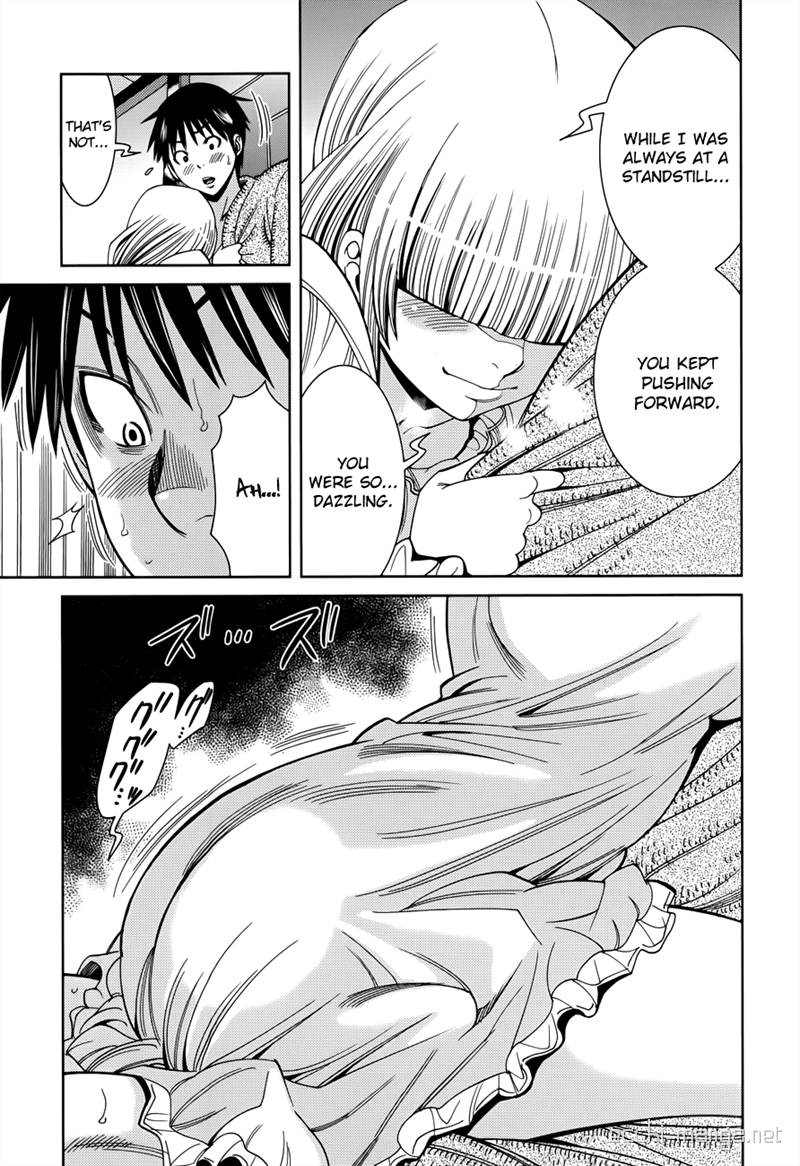 WHILE I WAS
ALWAYS AT A
STANDSTILL...
YOU KEPT
PUSHING
FORWARD.
YOU
WERE SO...
DAZZLING.
THAT'S
NOT...
AH...!
ズ...ズ
グ
グ
グ...